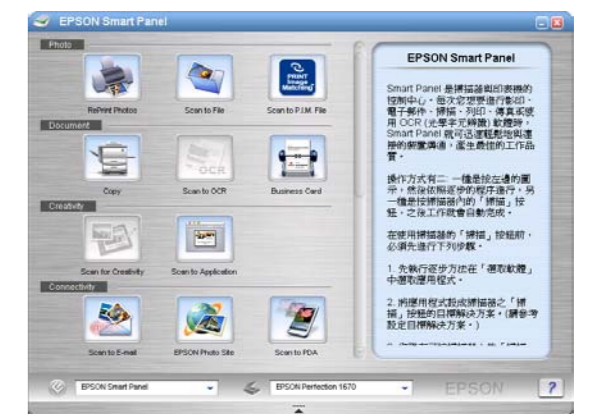 EPSON Smart Panel
Photo
RePrint Photos
Scan to File
Scan to P.I.M. File
PRINT
Image
Matching
Document
Copy
Scan to OCR
OCR
Business Card
Creativity
Scan for Creativity
Scan to Application
Connectivity
Scan to E-mail
EPSON Photo Site
Scan to PDA
EPSON Smart Panel
Smart Panel 是掃描器與印表機的
控制中心。每次您想要進行影印、
電子郵件、掃描、列印、傳真或使
用 OCR (光學字元辨識) 軟體時，
Smart Panel 就可迅速輕鬆地與連
接的裝置溝通，產生最佳的工作品
質。
操作方式有二: 一種是按左邊的圖
示，然後依照逐步的程序進行，另
一種是按掃描器內的「掃描」按
鈕，之後工作就會自動完成。
在使用掃描器的「掃描」按鈕前，
必須先進行下列步驟。
1. 先執行逐步方法在「選取軟體」
中選取應用程式。
2. 將應用程式設成掃描器之「掃
描」按鈕的目標解決方案。(請參考
設定目標解決方案。)
EPSON Smart Panel
EPSON Perfection 1670
EPSON
?